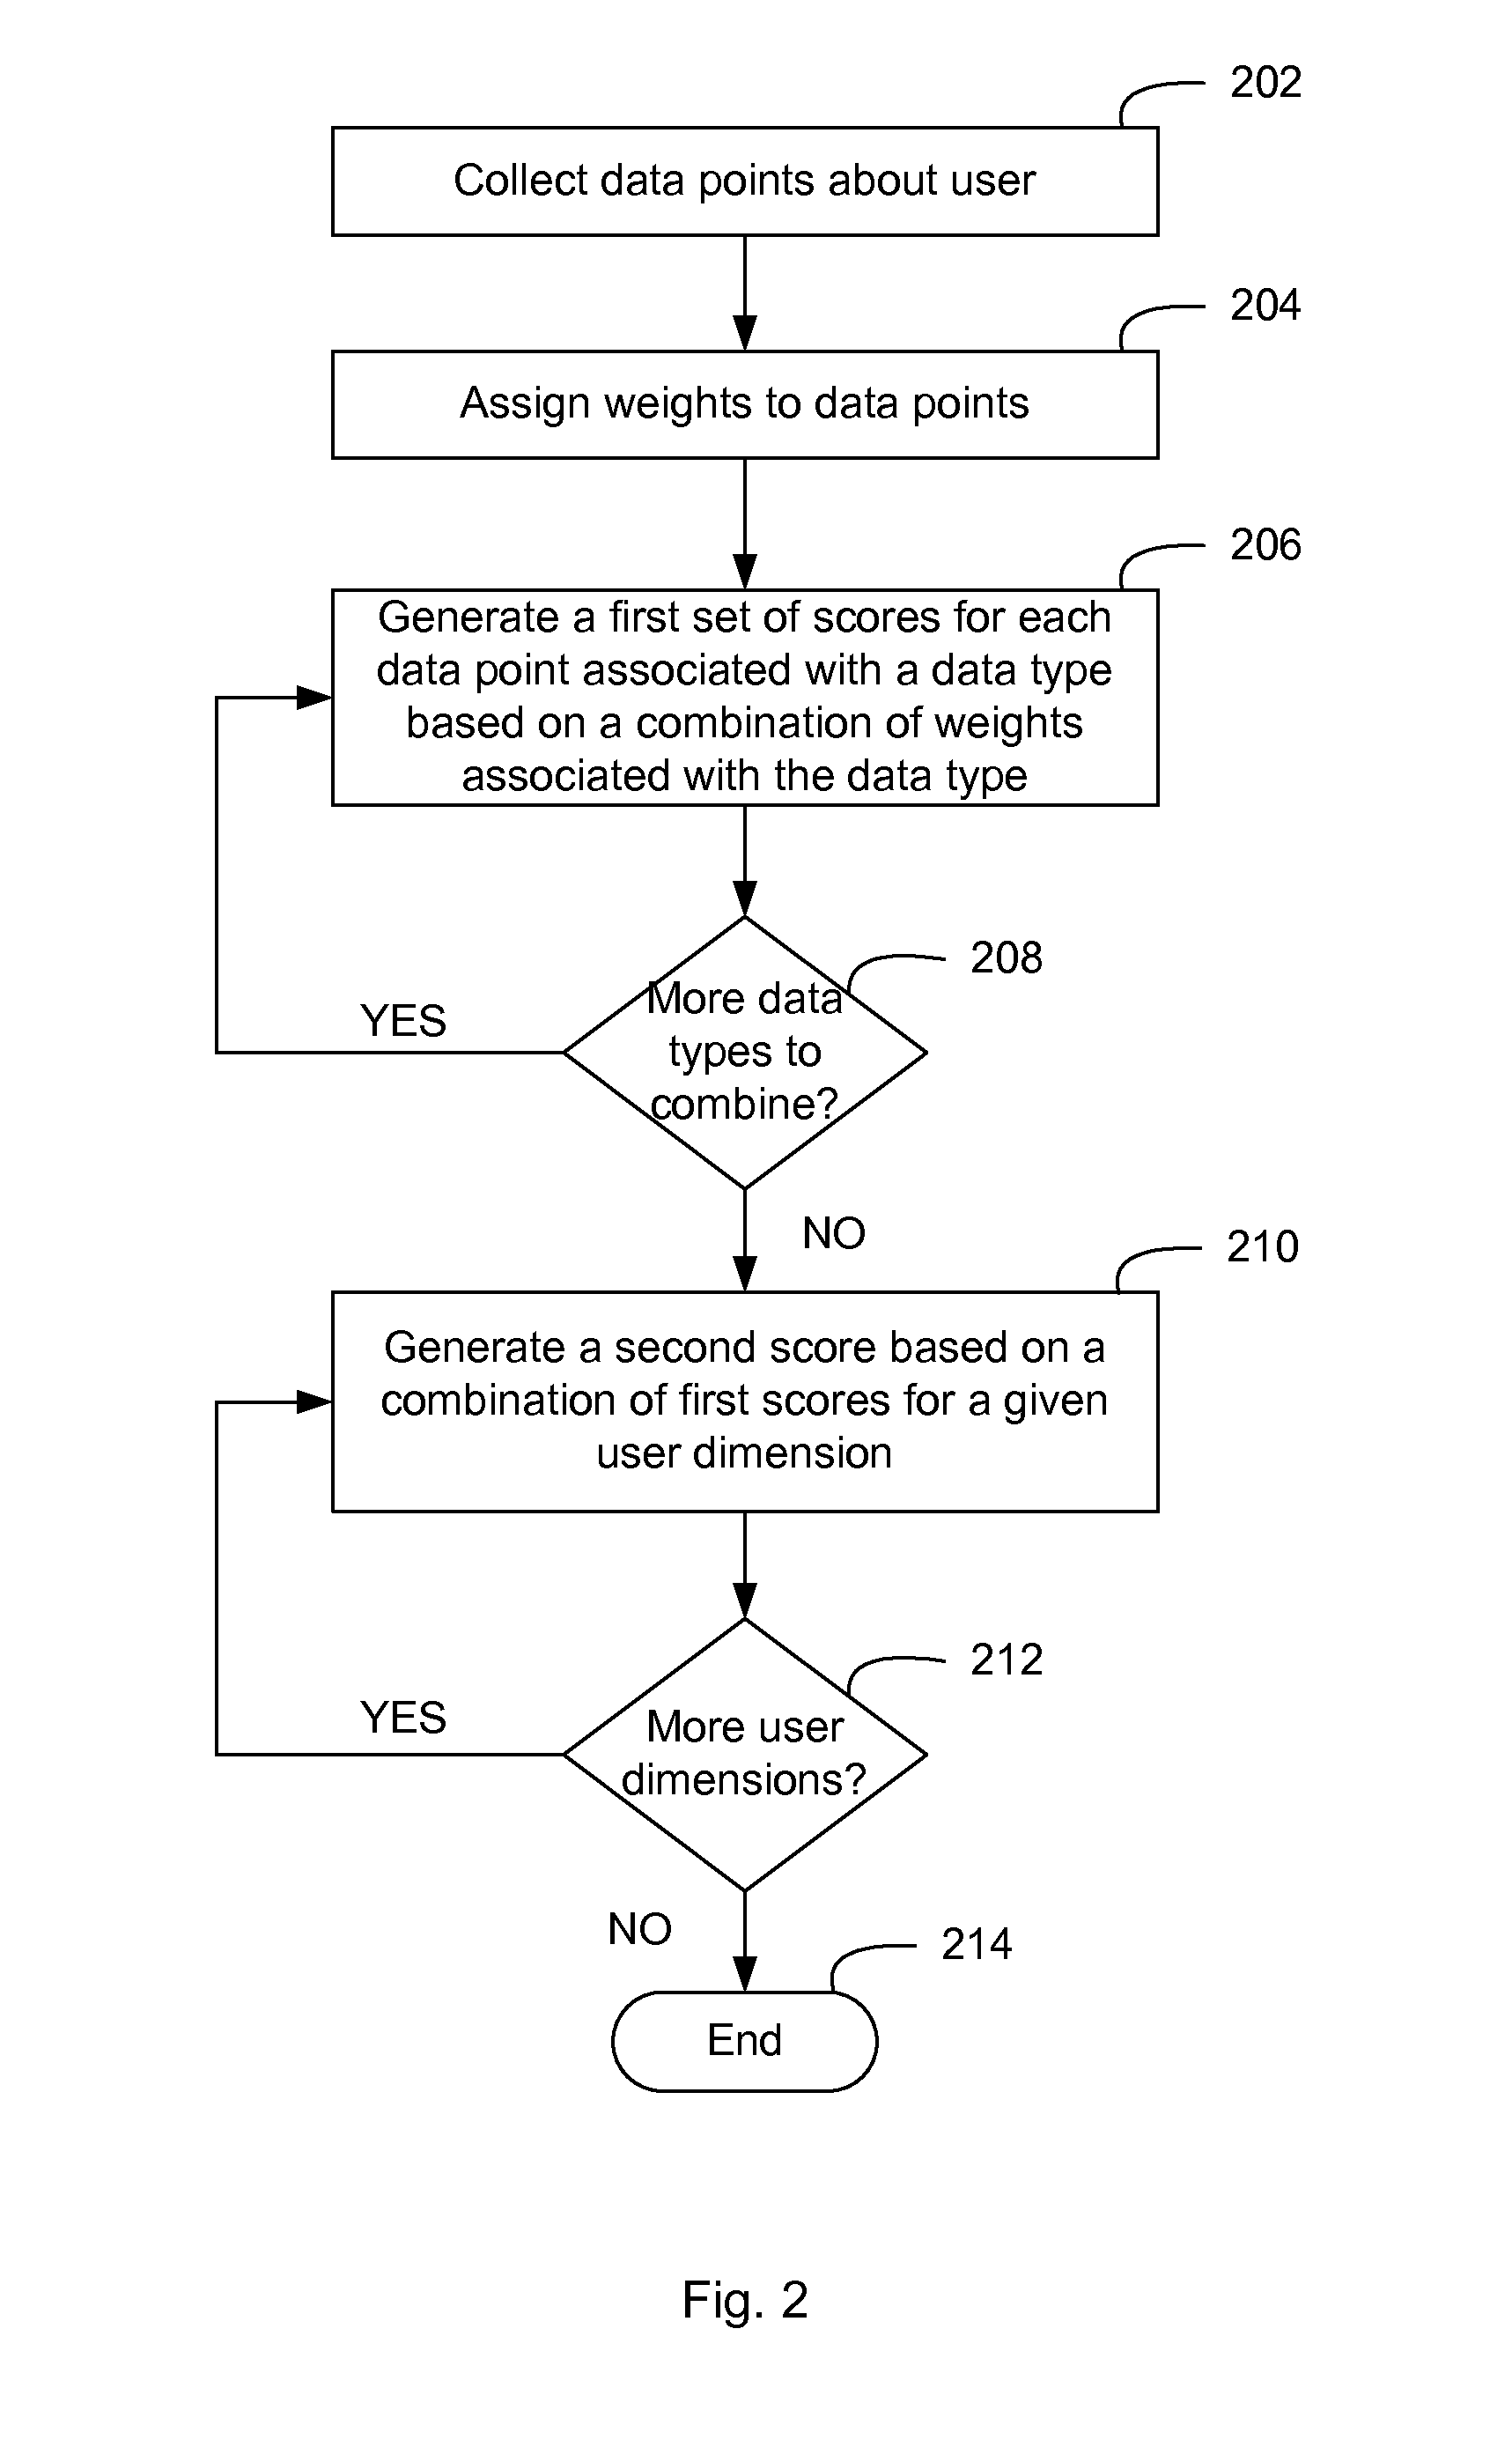 202
Collect data points about user
204
Assign weights to data points
206
Generate a first set of scores for each
data point associated with a data type
based on a combination of weights
associated with the data type
208
More data
types to
combine?
YES
NO
210
Generate a second score based on a
combination of first scores for a given
user dimension
212
More user
dimensions?
YES
NO
214
End
Fig. 2